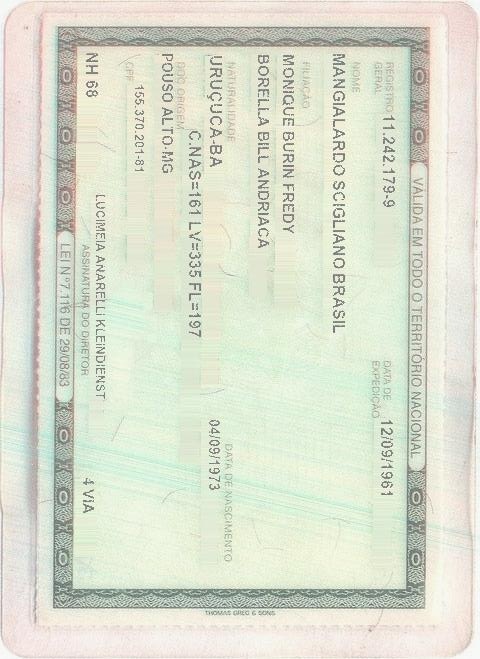 VÁLIDA EM TODO O TERRITÓRIO NACIONAL
REGISTRO GERAL 11.242.179-9 DATA DE EXPEDIÇÃO 12/09/1961
NOME
MANGIALARDO SCIGLIANO BRASIL
FILIAÇÃO
MONIQUE BURIN FREDY
BORELLA BILL ANDRIACA
NATURALIDADE DATA DE NASCIMENTO
URUÇUCA-BA 04/09/1973
DOC ORIGEM C.NAS=161 LV=335 FL=197
POUSO ALTO-MG
CPF 155.370.201-81
LUCIMEIA ANARELLI KLEINDIENST
NH 68 ASSINATURA DO DIRETOR 4 VIA
LEI Nº 7.116 DE 29/08/83
THOMAS GREG & SONS